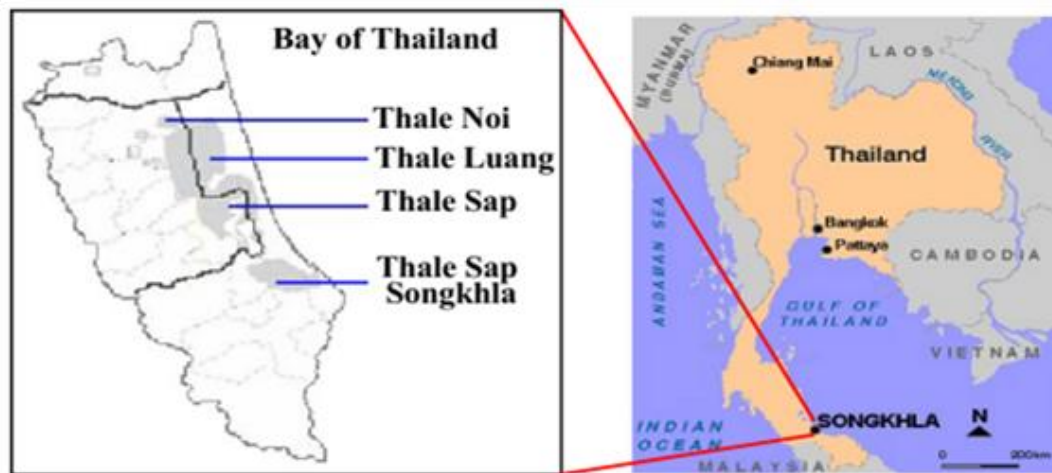 Bay of Thailand
Thale Noi
Thale Luang
Thale Sap
Thale Sap
Songkhla
MYANMAR
(BURMA)
LAOS
Chiang Mai
MEKONG
RIVER
Thailand
Bangkok
Pattaya
CAMBODIA
ANDAMAN SEA
GULF OF
THAILAND
VIETNAM
INDIAN
OCEAN
SONGKHLA
N
MALAYSIA
0 200km